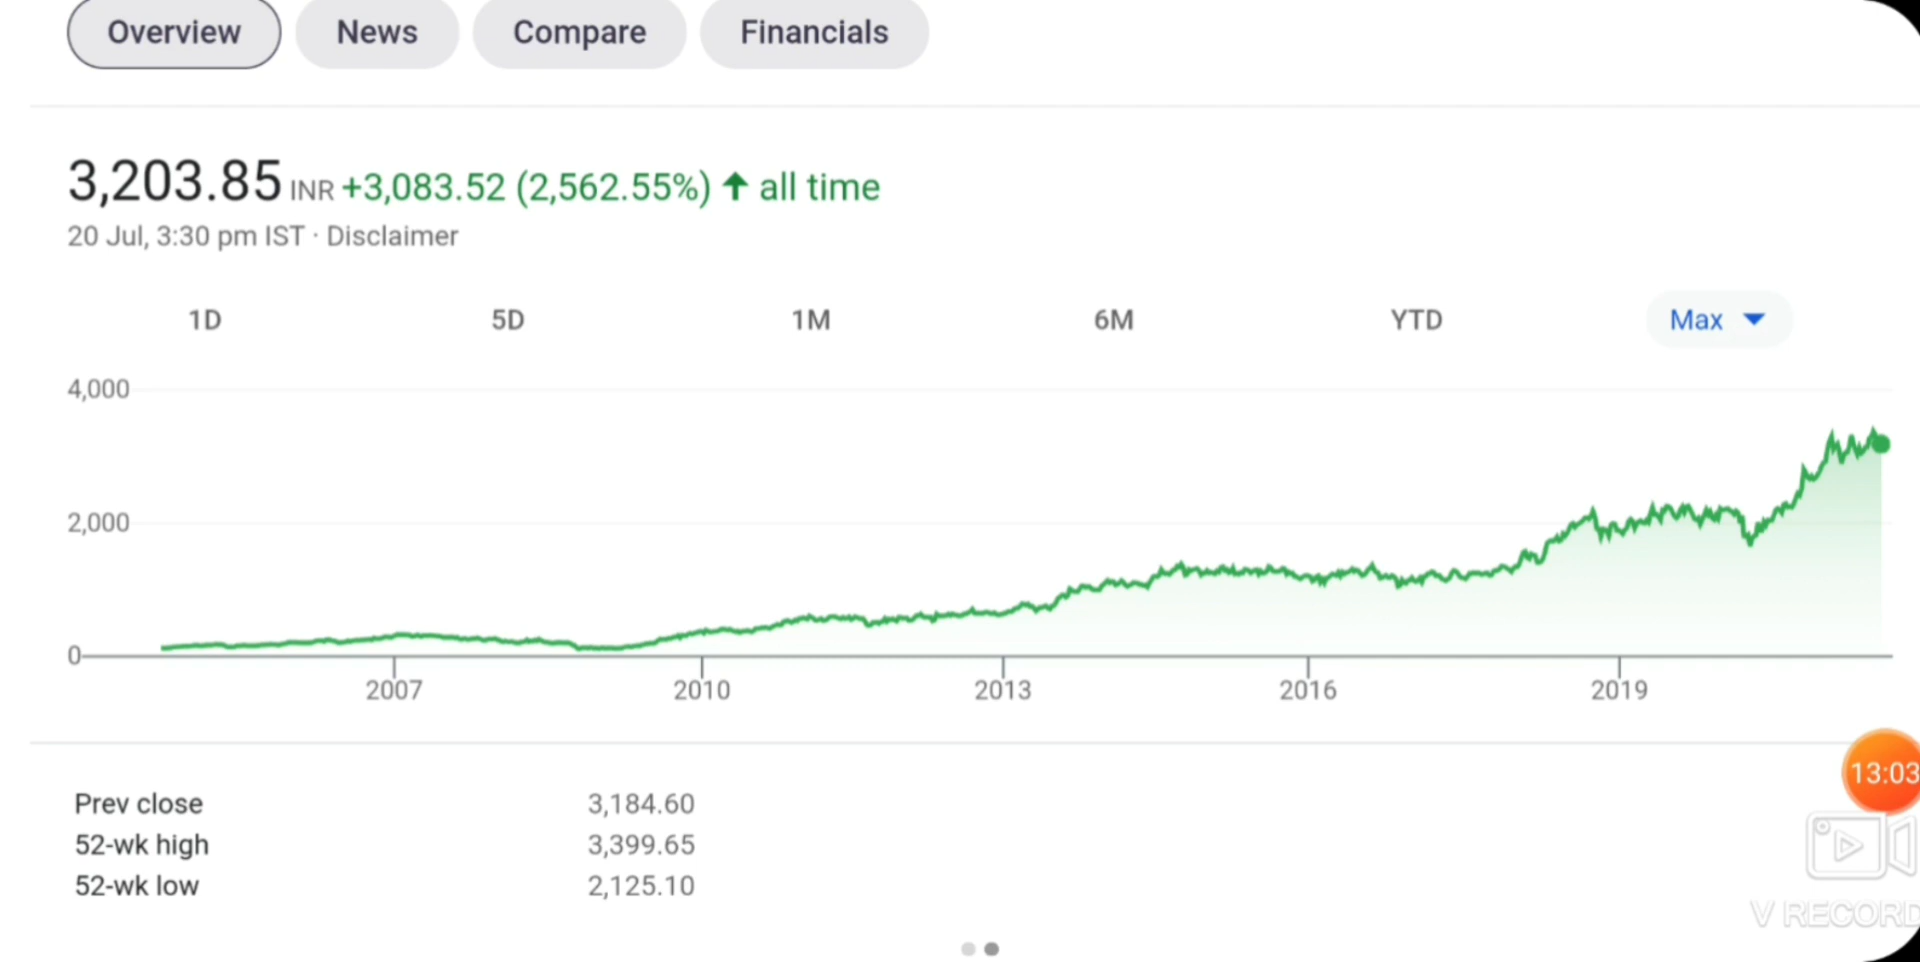 Overview News Compare Financials
3,203.85 INR +3,083.52 (2,562.55%) ↑ all time
20 Jul, 3:30 pm IST · Disclaimer
1D 5D 1M 6M YTD Max
4,000
2,000
0
2007 2010 2013 2016 2019
13:03
Prev close 3,184.60
52-wk high 3,399.65
52-wk low 2,125.10
V RECORD